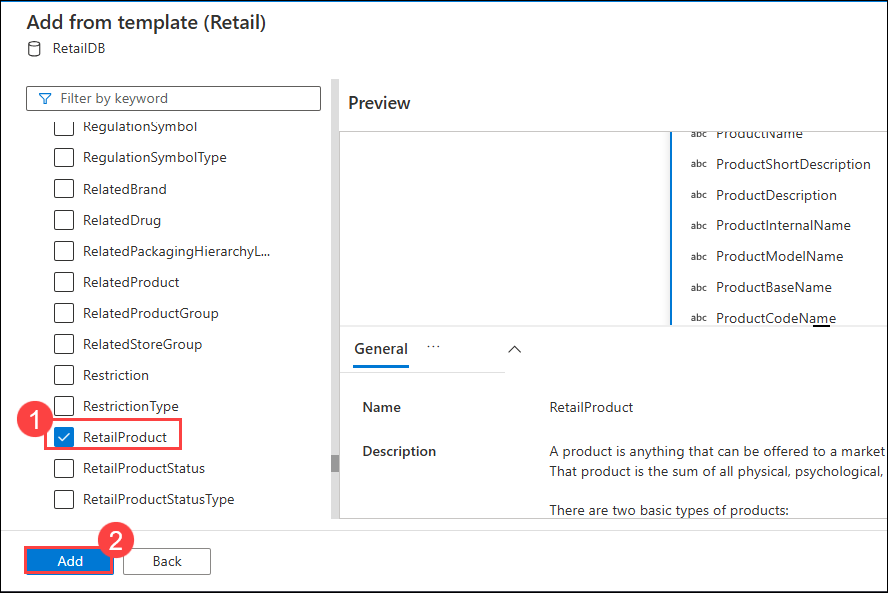 Add from template (Retail)
RetailDB
Filter by keyword
RegulationSymbol
RegulationSymbolType
RelatedBrand
RelatedDrug
RelatedPackagingHierarchyL...
RelatedProduct
RelatedProductGroup
RelatedStoreGroup
Restriction
RestrictionType
1
RetailProduct
RetailProductStatus
RetailProductStatusType
Preview
abc ProductName
abc ProductShortDescription
abc ProductDescription
abc ProductInternalName
abc ProductModelName
abc ProductBaseName
abc ProductCodeName
General ...
Name RetailProduct
Description A product is anything that can be offered to a market
That product is the sum of all physical, psychological,
There are two basic types of products:
2
Add Back